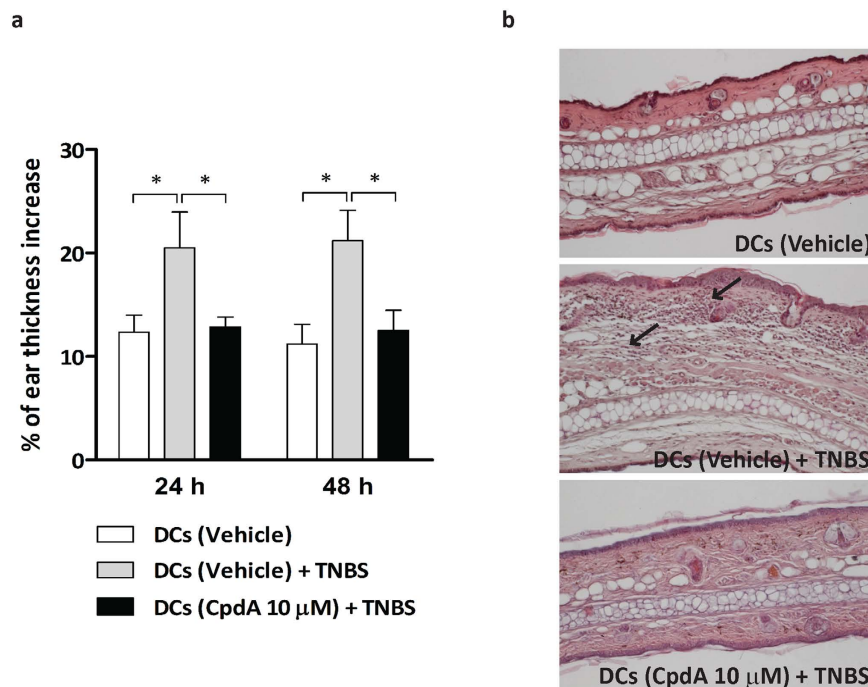 a
b
% of ear thickness increase
30
20
10
0
*
*
*
*
24 h
48 h
DCs (Vehicle)
DCs (Vehicle) + TNBS
DCs (CpdA 10 μM) + TNBS
DCs (Vehicle)
DCs (Vehicle) + TNBS
DCs (CpdA 10 μM) + TNBS